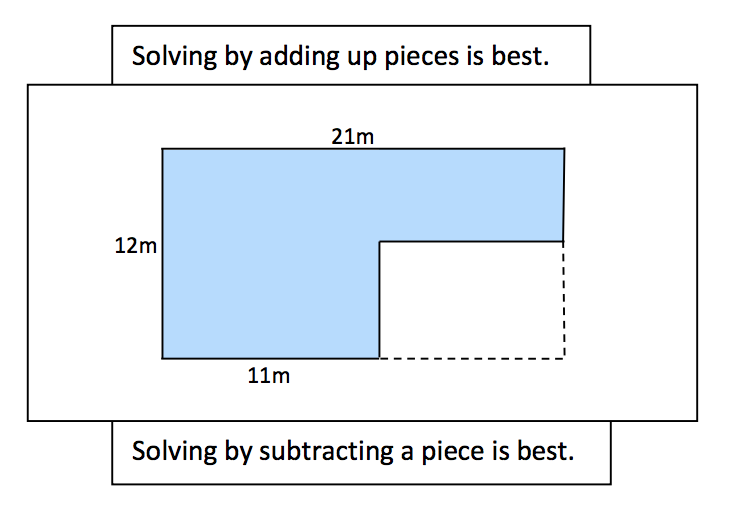 Solving by adding up pieces is best.
21m
12m
11m
Solving by subtracting a piece is best.